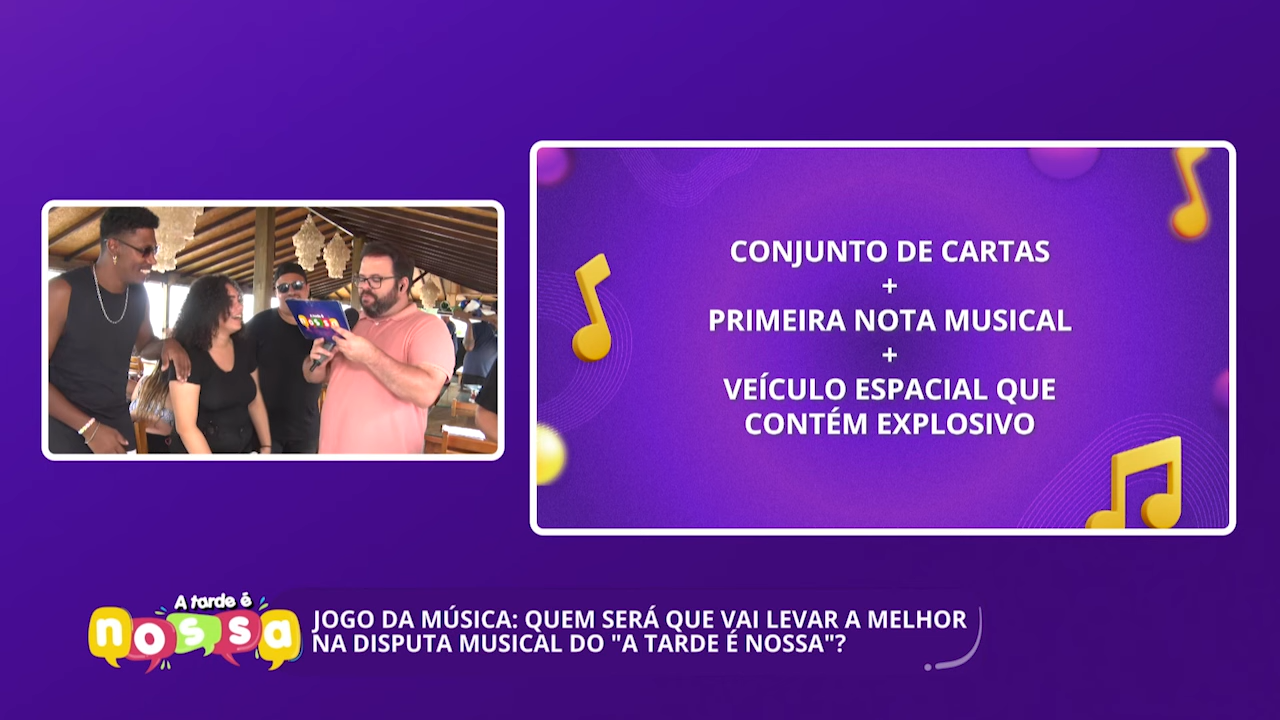 CONJUNTO DE CARTAS
+
PRIMEIRA NOTA MUSICAL
+
VEÍCULO ESPACIAL QUE
CONTÉM EXPLOSIVO
A tarde é
nossa
JOGO DA MÚSICA: QUEM SERÁ QUE VAI LEVAR A MELHOR
NA DISPUTA MUSICAL DO "A TARDE É NOSSA"?